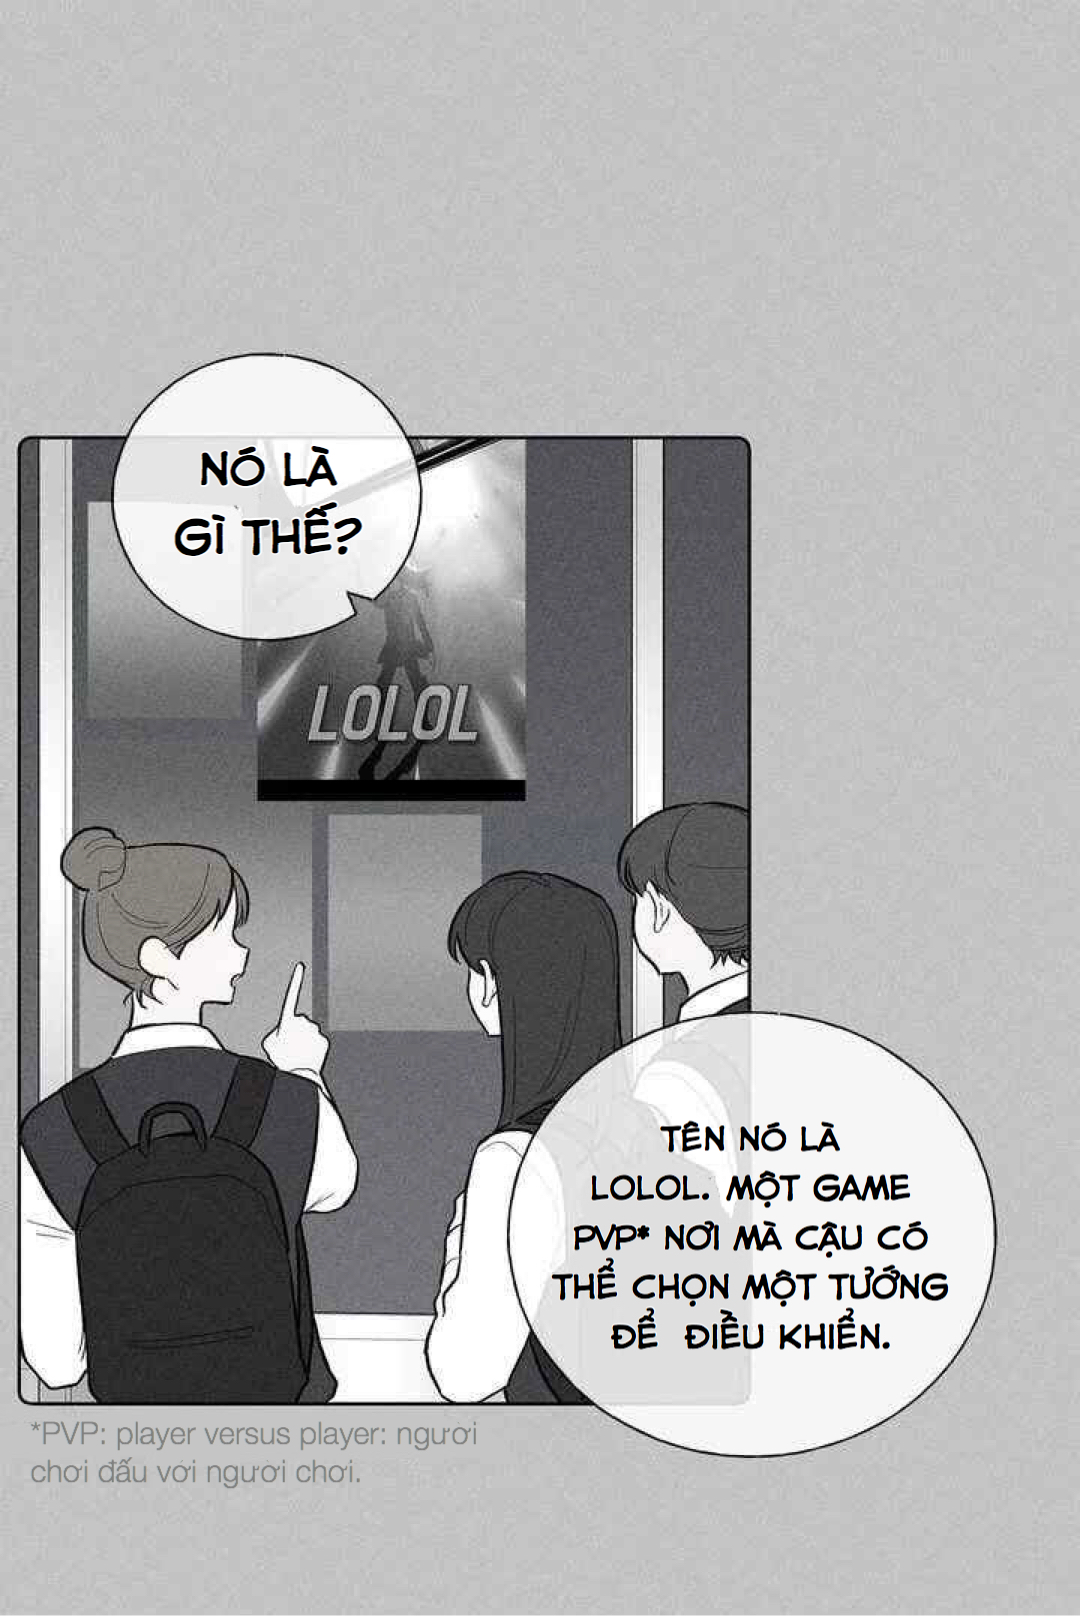 NÓ LÀ
GÌ THẾ?
LOLOL
TÊN NÓ LÀ
LOLOL. MỘT GAME
PVP* NƠI MÀ CẬU CÓ
THỂ CHỌN MỘT TƯỚNG
ĐỂ ĐIỀU KHIỂN.
*PVP: player versus player: người
chơi đấu với người chơi.